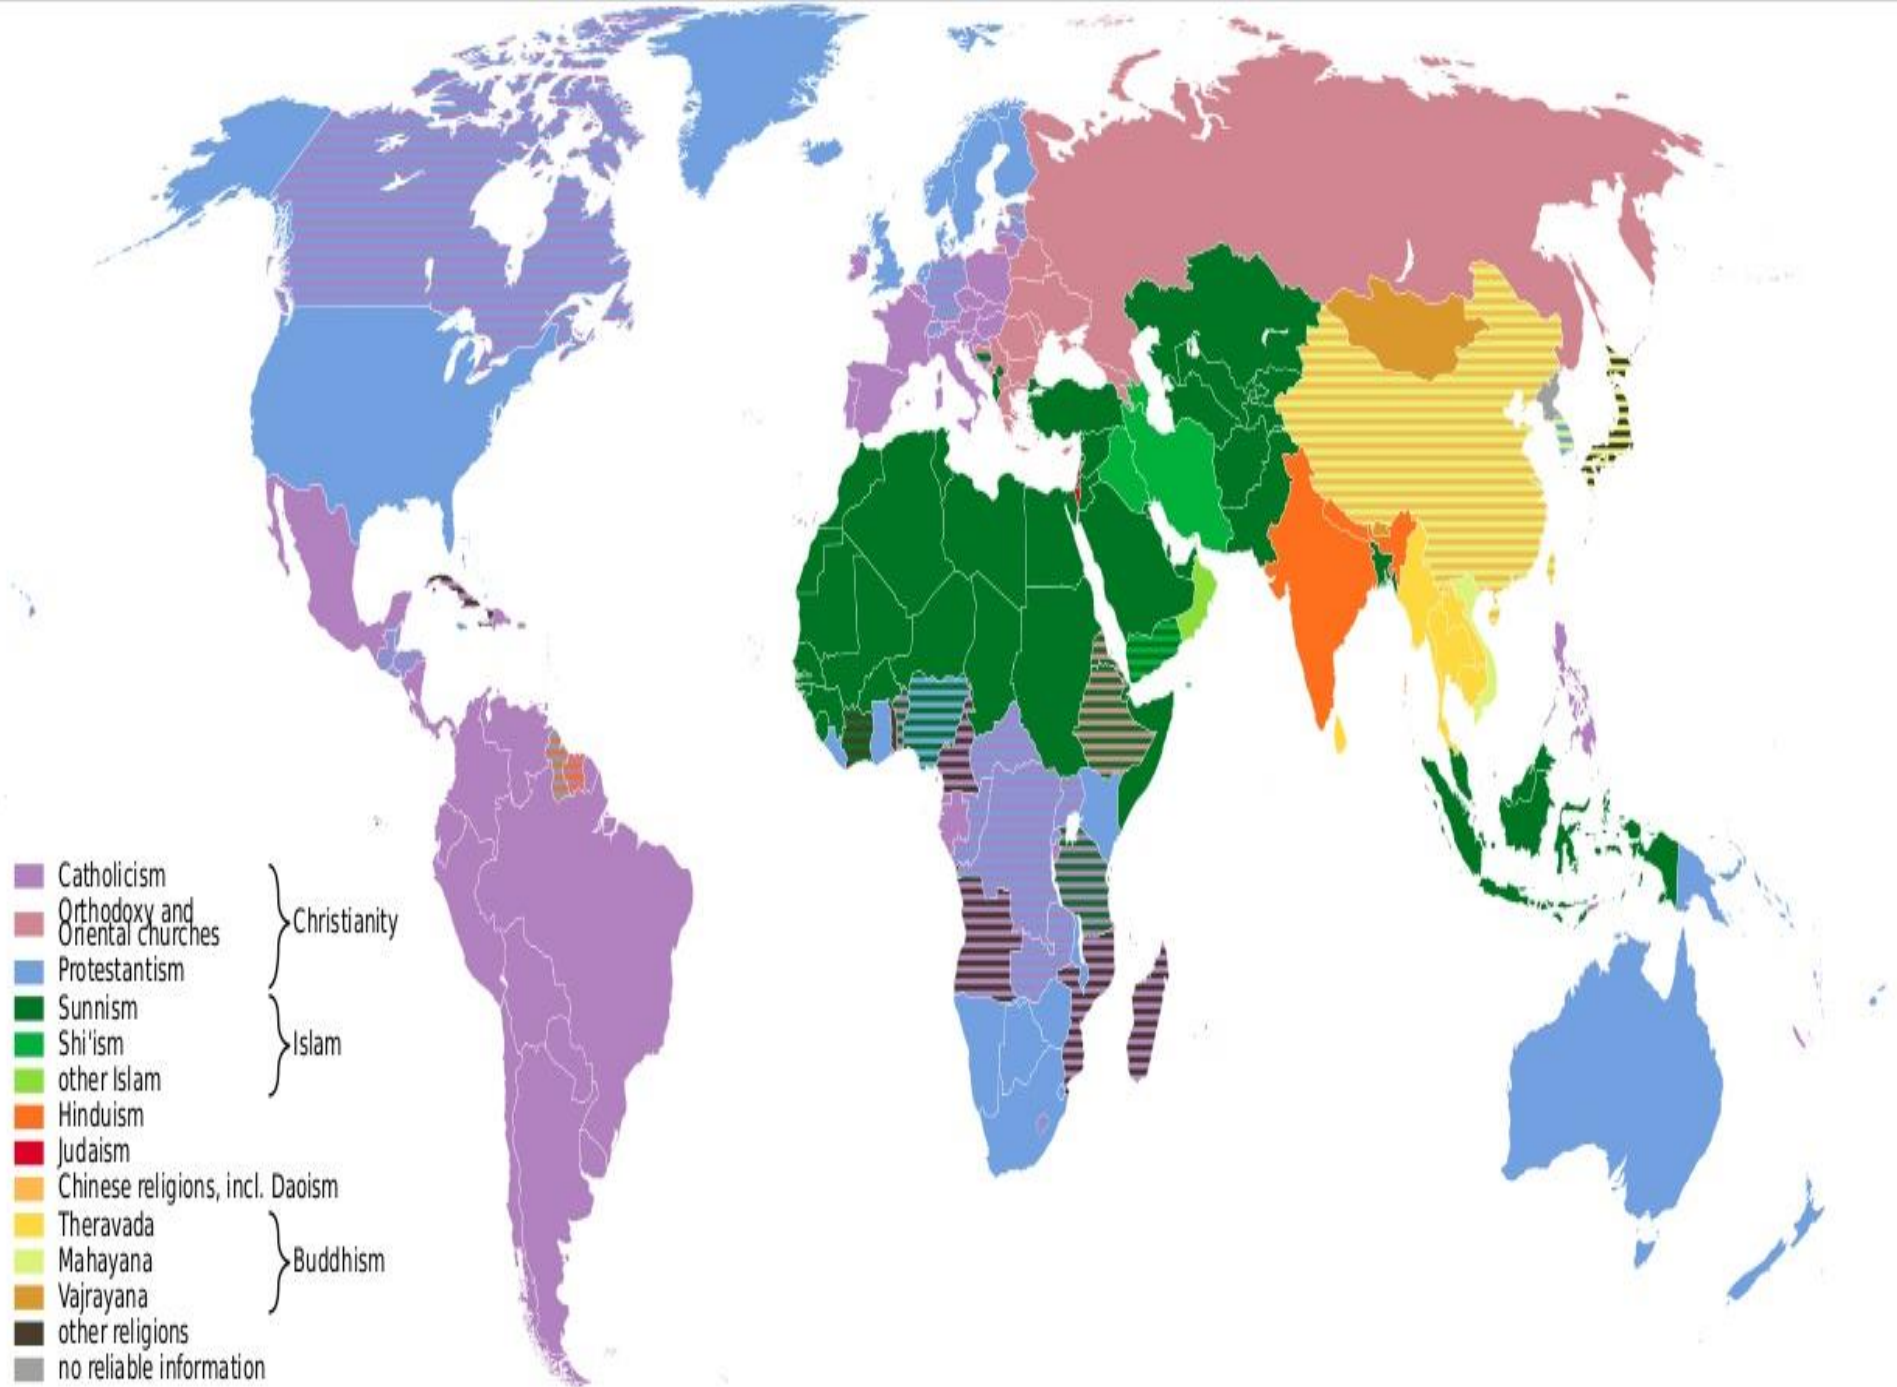 Catholicism
Orthodoxy and
Oriental churches
Christianity
Protestantism
Sunnism
Shi'ism
Islam
other Islam
Hinduism
Judaism
Chinese religions, incl. Daoism
Theravada
Mahayana
Buddhism
Vajrayana
other religions
no reliable information